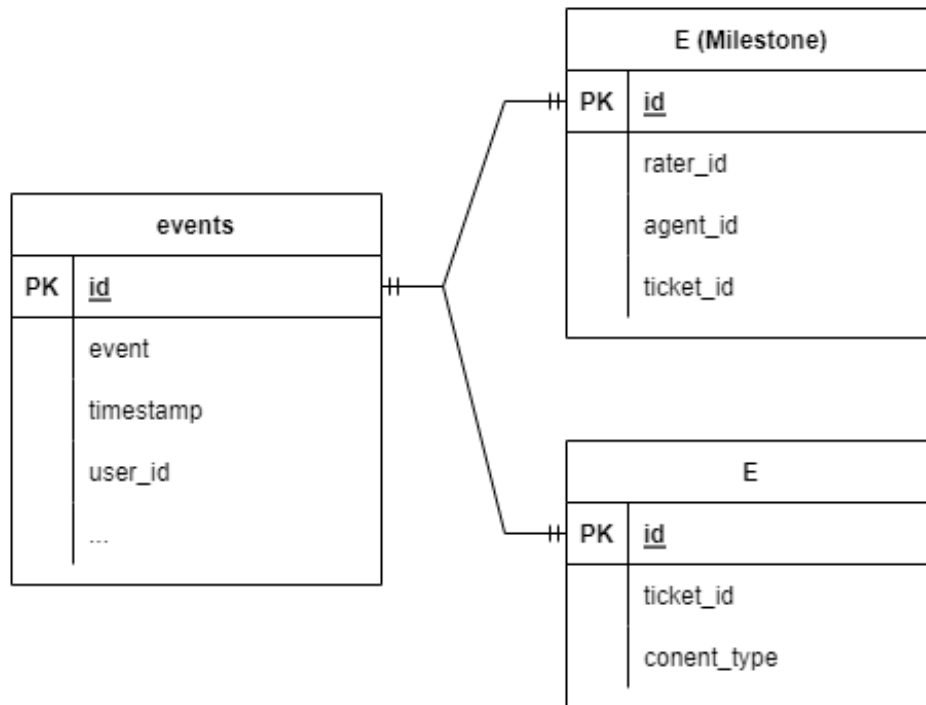 events
PK id
event
timestamp
user_id
...
E (Milestone)
PK id
rater_id
agent_id
ticket_id
E
PK id
ticket_id
conent_type